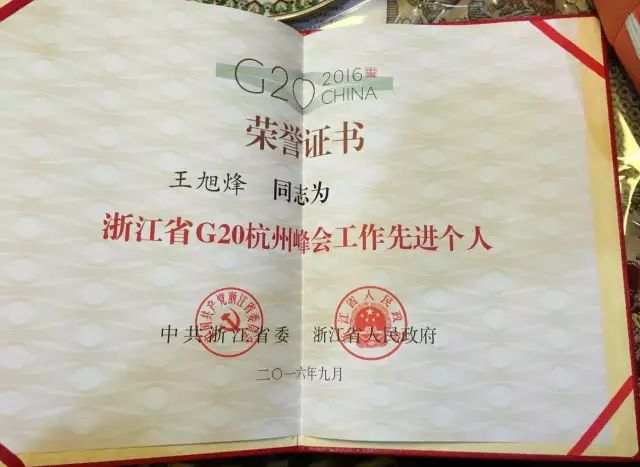 G20 2016 CHINA
荣誉证书
王旭烽 同志为
浙江省G20杭州峰会工作先进个人
中共浙江省委 浙江省人民政府
二〇一六年九月